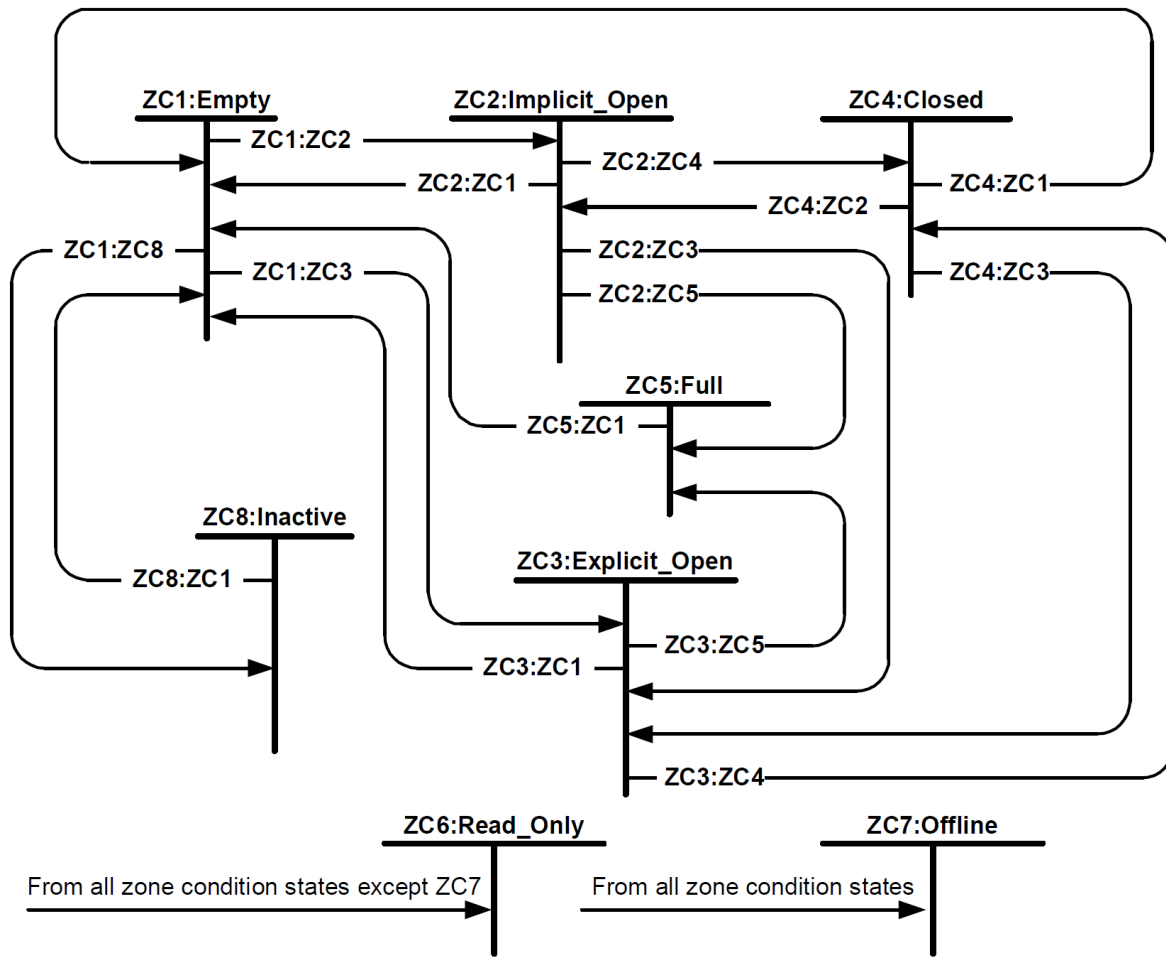 ZC1:Empty
ZC2:Implicit_Open
ZC4:Closed
ZC1:ZC2
ZC2:ZC4
ZC2:ZC1
ZC4:ZC1
ZC4:ZC2
ZC1:ZC8
ZC2:ZC3
ZC1:ZC3
ZC4:ZC3
ZC2:ZC5
ZC5:Full
ZC5:ZC1
ZC8:Inactive
ZC3:Explicit_Open
ZC8:ZC1
ZC3:ZC5
ZC3:ZC1
ZC3:ZC4
ZC6:Read_Only
ZC7:Offline
From all zone condition states except ZC7
From all zone condition states